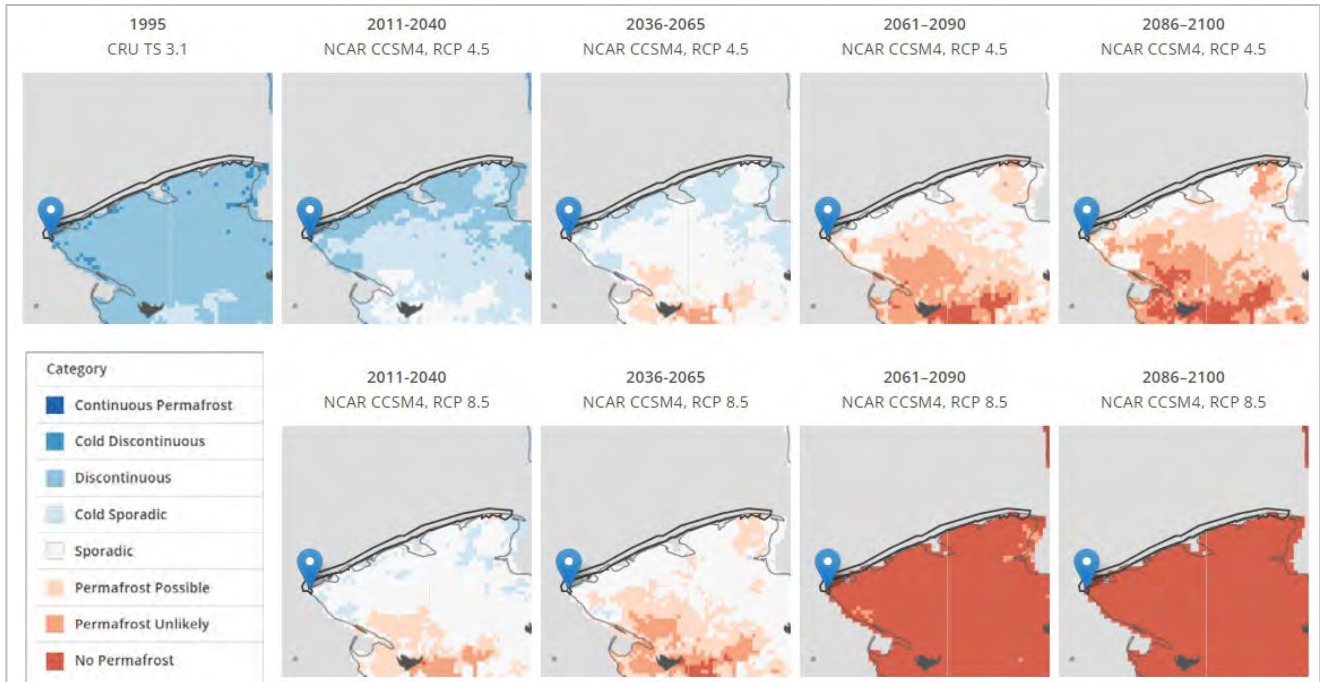 1995
CRU TS 3.1
2011-2040
NCAR CCSM4, RCP 4.5
2036-2065
NCAR CCSM4, RCP 4.5
2061–2090
NCAR CCSM4, RCP 4.5
2086–2100
NCAR CCSM4, RCP 4.5
Category
Continuous Permafrost
Cold Discontinuous
Discontinuous
Cold Sporadic
Sporadic
Permafrost Possible
Permafrost Unlikely
No Permafrost
2011-2040
NCAR CCSM4, RCP 8.5
2036-2065
NCAR CCSM4, RCP 8.5
2061–2090
NCAR CCSM4, RCP 8.5
2086–2100
NCAR CCSM4, RCP 8.5